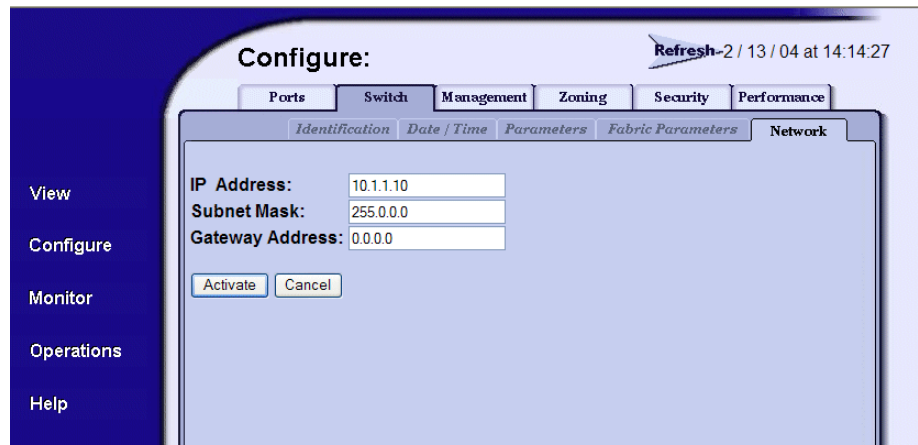 Configure:
Refresh-2 / 13 / 04 at 14:14:27
Ports Switch Management Zoning Security Performance
Identification Date / Time Parameters Fabric Parameters Network
View
Configure
Monitor
Operations
Help
IP Address: 10.1.1.10
Subnet Mask: 255.0.0.0
Gateway Address: 0.0.0.0
Activate Cancel